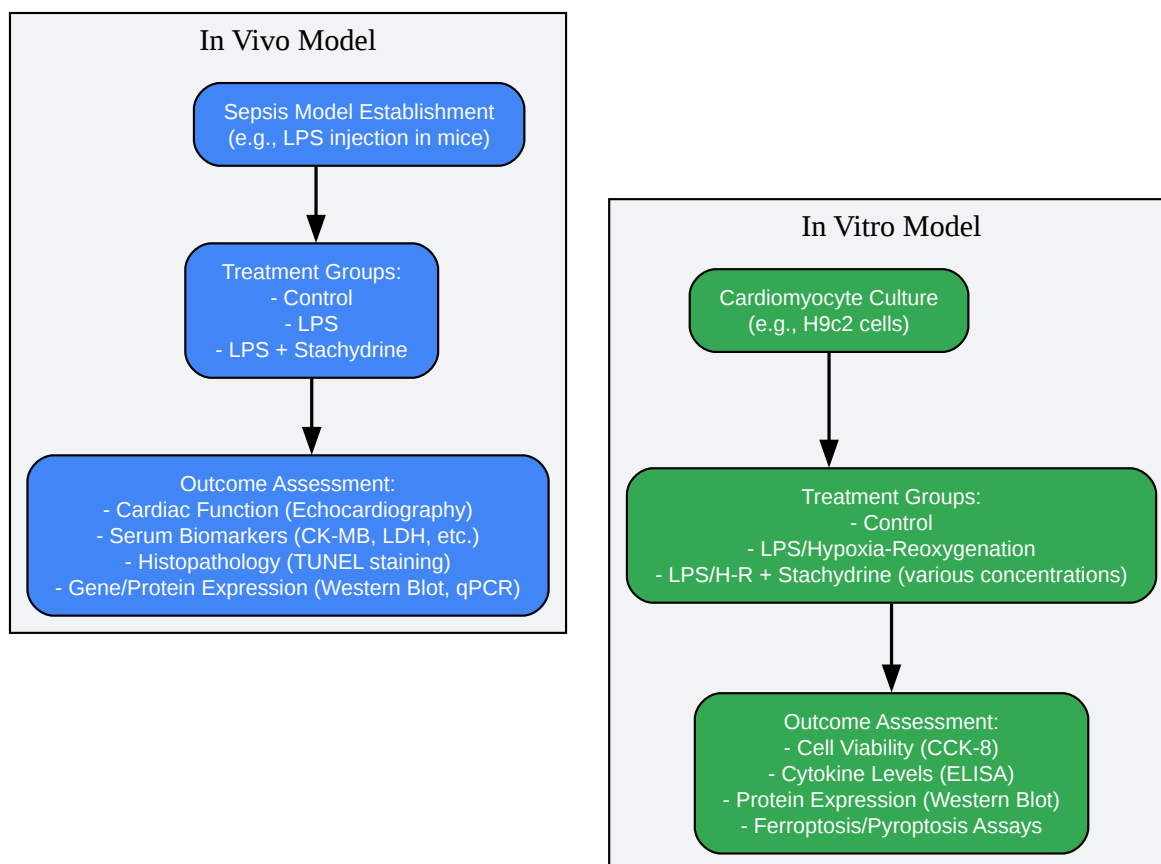 In Vivo Model
Sepsis Model Establishment
(e.g., LPS injection in mice)
Treatment Groups:
- Control
- LPS
- LPS + Stachydrine
Outcome Assessment:
- Cardiac Function (Echocardiography)
- Serum Biomarkers (CK-MB, LDH, etc.)
- Histopathology (TUNEL staining)
- Gene/Protein Expression (Western Blot, qPCR)
In Vitro Model
Cardiomyocyte Culture
(e.g., H9c2 cells)
Treatment Groups:
- Control
- LPS/Hypoxia-Reoxygenation
- LPS/H-R + Stachydrine (various concentrations)
Outcome Assessment:
- Cell Viability (CCK-8)
- Cytokine Levels (ELISA)
- Protein Expression (Western Blot)
- Ferroptosis/Pyroptosis Assays